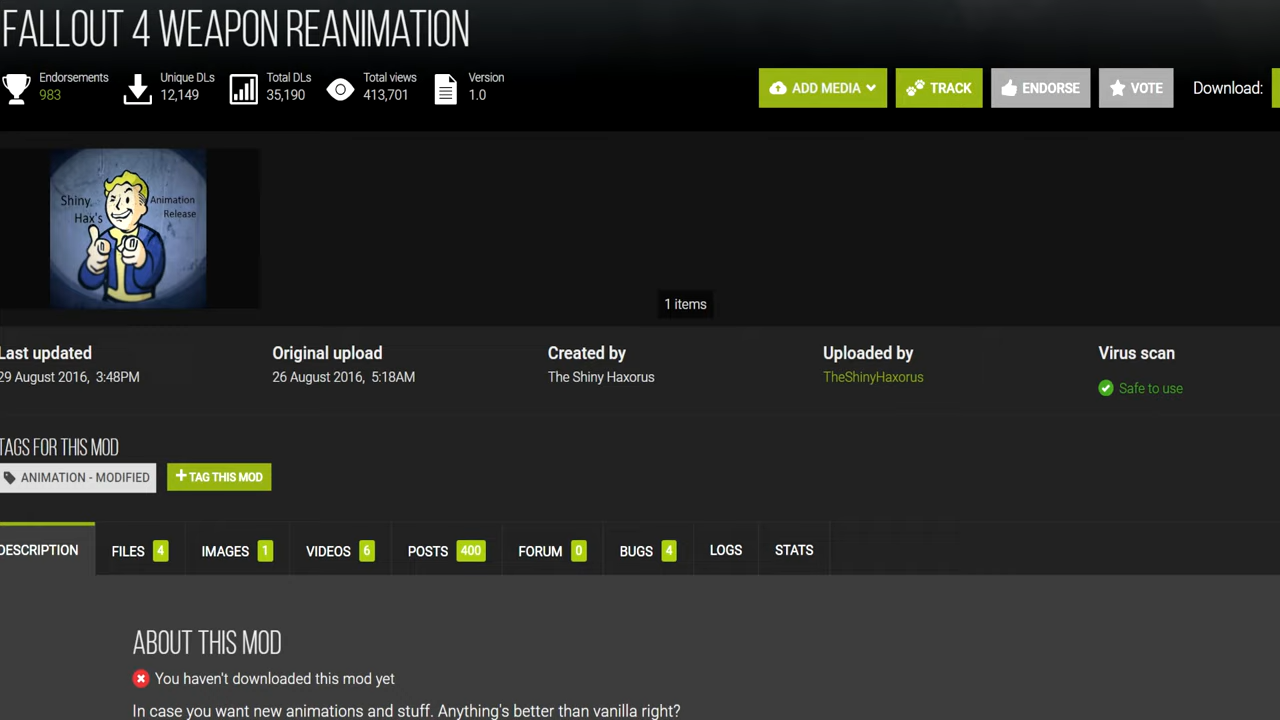 FALLOUT 4 WEAPON REANIMATION
Endorsements
983
Unique DLs
12,149
Total DLs
35,190
Total views
413,701
Version
1.0
ADD MEDIA
TRACK
ENDORSE
VOTE
Download:
Shiny Hax's
Animation Release
1 items
Last updated
29 August 2016, 3:48PM
Original upload
26 August 2016, 5:18AM
Created by
The Shiny Haxorus
Uploaded by
TheShinyHaxorus
Virus scan
Safe to use
TAGS FOR THIS MOD
ANIMATION - MODIFIED
+ TAG THIS MOD
DESCRIPTION
FILES 4
IMAGES 1
VIDEOS 6
POSTS 400
FORUM 0
BUGS 4
LOGS
STATS
ABOUT THIS MOD
You haven't downloaded this mod yet
In case you want new animations and stuff. Anything's better than vanilla right?